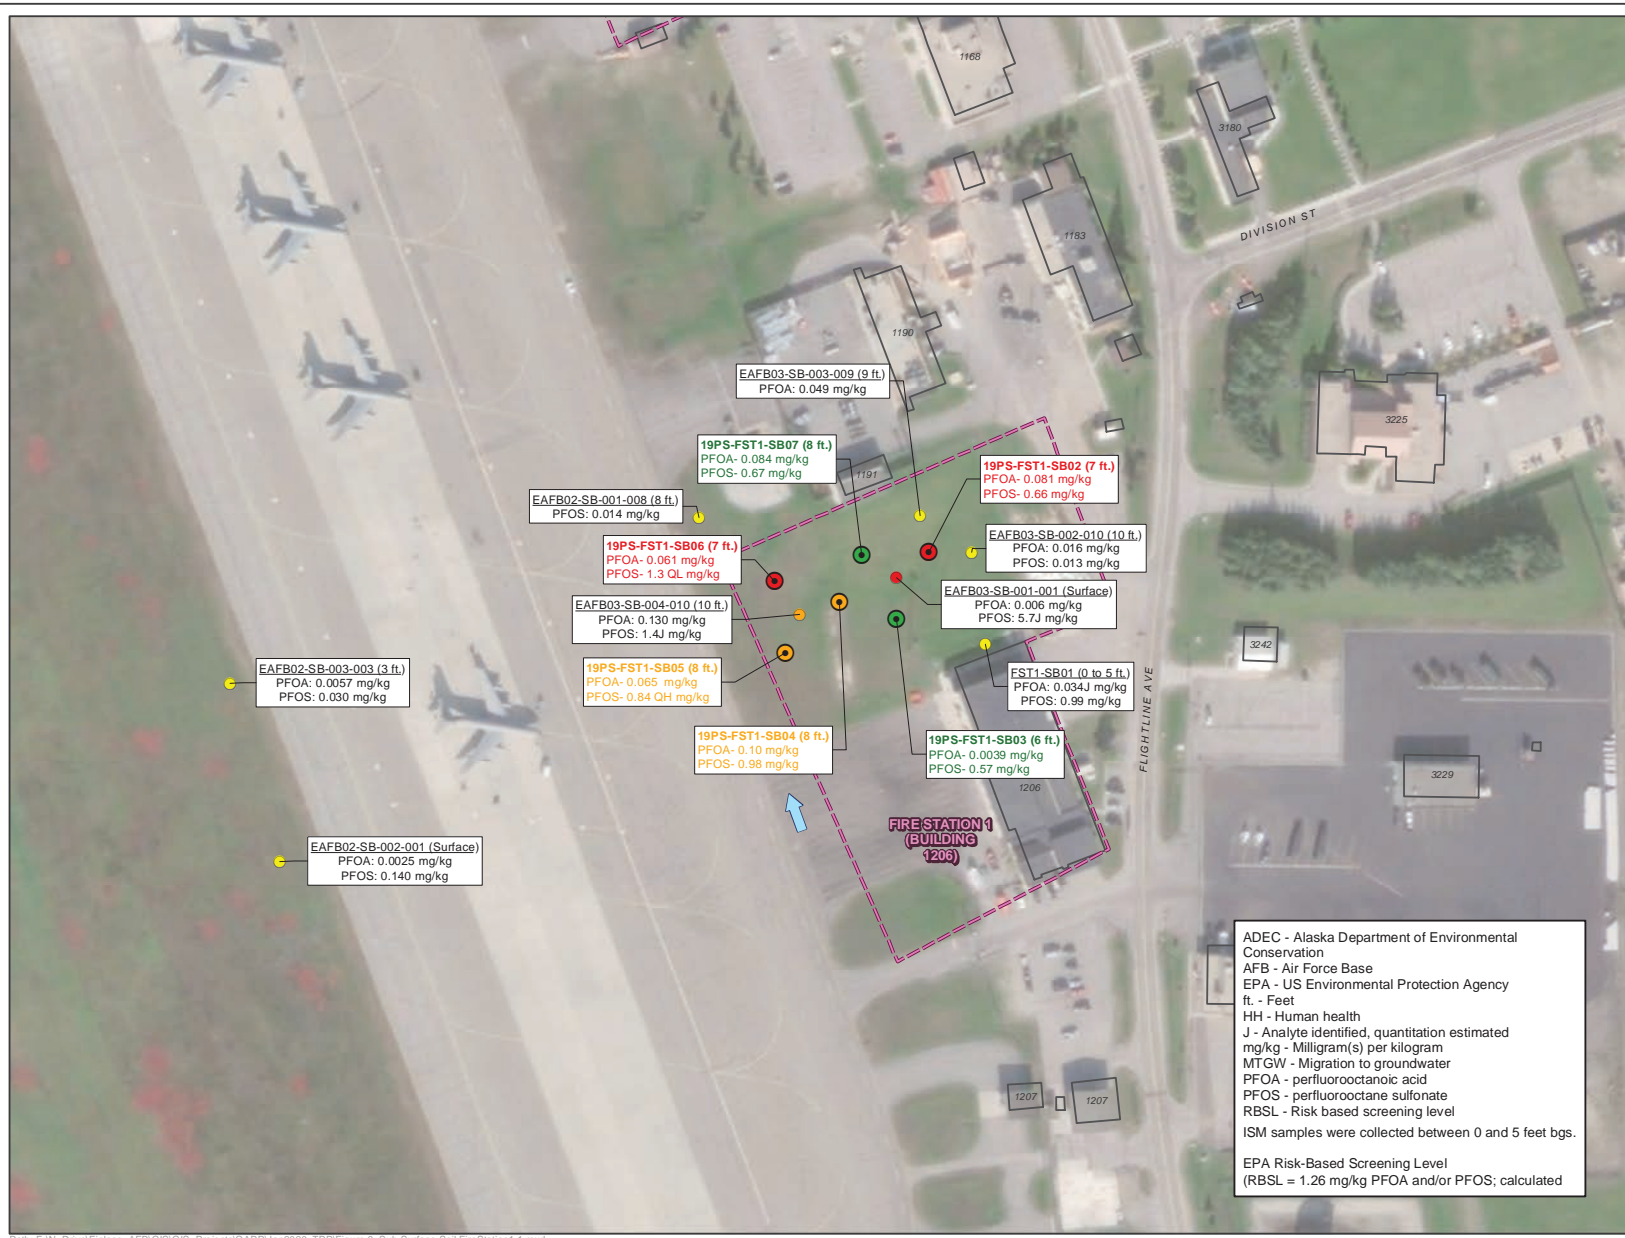 1168
3180
DIVISION ST
1183
1190
3225
EAFB03-SB-003-009 (9 ft.)
PFOA: 0.049 mg/kg
19PS-FST1-SB07 (8 ft.)
PFOA- 0.084 mg/kg
PFOS- 0.67 mg/kg
1191
19PS-FST1-SB02 (7 ft.)
PFOA- 0.081 mg/kg
PFOS- 0.66 mg/kg
EAFB02-SB-001-008 (8 ft.)
PFOS: 0.014 mg/kg
19PS-FST1-SB06 (7 ft.)
PFOA- 0.061 mg/kg
PFOS- 1.3 QL mg/kg
EAFB03-SB-002-010 (10 ft.)
PFOA: 0.016 mg/kg
PFOS: 0.013 mg/kg
EAFB03-SB-001-001 (Surface)
PFOA: 0.006 mg/kg
PFOS: 5.7J mg/kg
EAFB03-SB-004-010 (10 ft.)
PFOA: 0.130 mg/kg
PFOS: 1.4J mg/kg
3242
EAFB02-SB-003-003 (3 ft.)
PFOA: 0.0057 mg/kg
PFOS: 0.030 mg/kg
19PS-FST1-SB05 (8 ft.)
PFOA- 0.065 mg/kg
PFOS- 0.84 QH mg/kg
FST1-SB01 (0 to 5 ft.)
PFOA: 0.034J mg/kg
PFOS: 0.99 mg/kg
FLIGHTLINE AVE
19PS-FST1-SB04 (8 ft.)
PFOA- 0.10 mg/kg
PFOS- 0.98 mg/kg
19PS-FST1-SB03 (6 ft.)
PFOA- 0.0039 mg/kg
PFOS- 0.57 mg/kg
1206
3229
FIRE STATION 1
(BUILDING
1206)
EAFB02-SB-002-001 (Surface)
PFOA: 0.0025 mg/kg
PFOS: 0.140 mg/kg
1207
1207
ADEC - Alaska Department of Environmental
Conservation
AFB - Air Force Base
EPA - US Environmental Protection Agency
ft. - Feet
HH - Human health
J - Analyte identified, quantitation estimated
mg/kg - Milligram(s) per kilogram
MTGW - Migration to groundwater
PFOA - perfluorooctanoic acid
PFOS - perfluorooctane sulfonate
RBSL - Risk based screening level
ISM samples were collected between 0 and 5 feet bgs.
EPA Risk-Based Screening Level
(RBSL = 1.26 mg/kg PFOA and/or PFOS; calculated